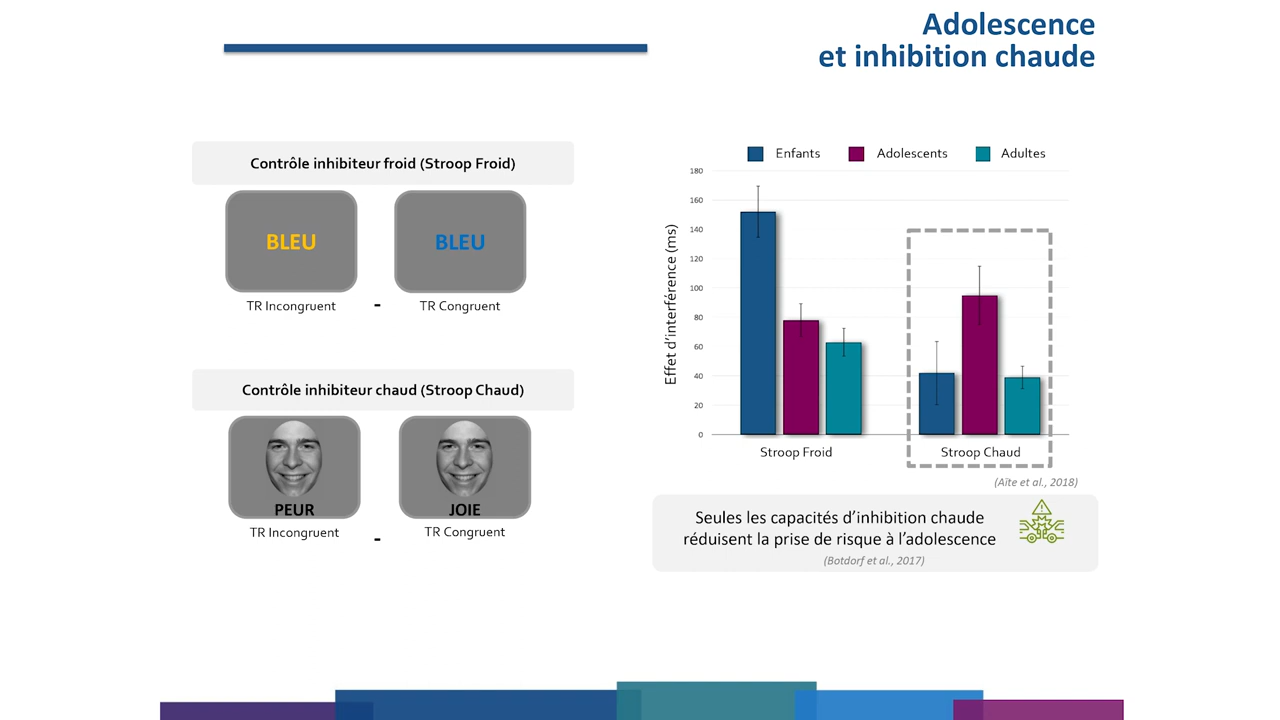 Adolescence
et inhibition chaude
Contrôle inhibiteur froid (Stroop Froid)
BLEU
BLEU
TR Incongruent
-
TR Congruent
Contrôle inhibiteur chaud (Stroop Chaud)
PEUR
JOIE
TR Incongruent
-
TR Congruent
Enfants
Adolescents
Adultes
Effet d'interférence (ms)
180
160
140
120
100
80
60
40
20
0
Stroop Froid
Stroop Chaud
(Aïte et al., 2018)
Seules les capacités d'inhibition chaude
réduisent la prise de risque à l'adolescence
(Botdorf et al., 2017)